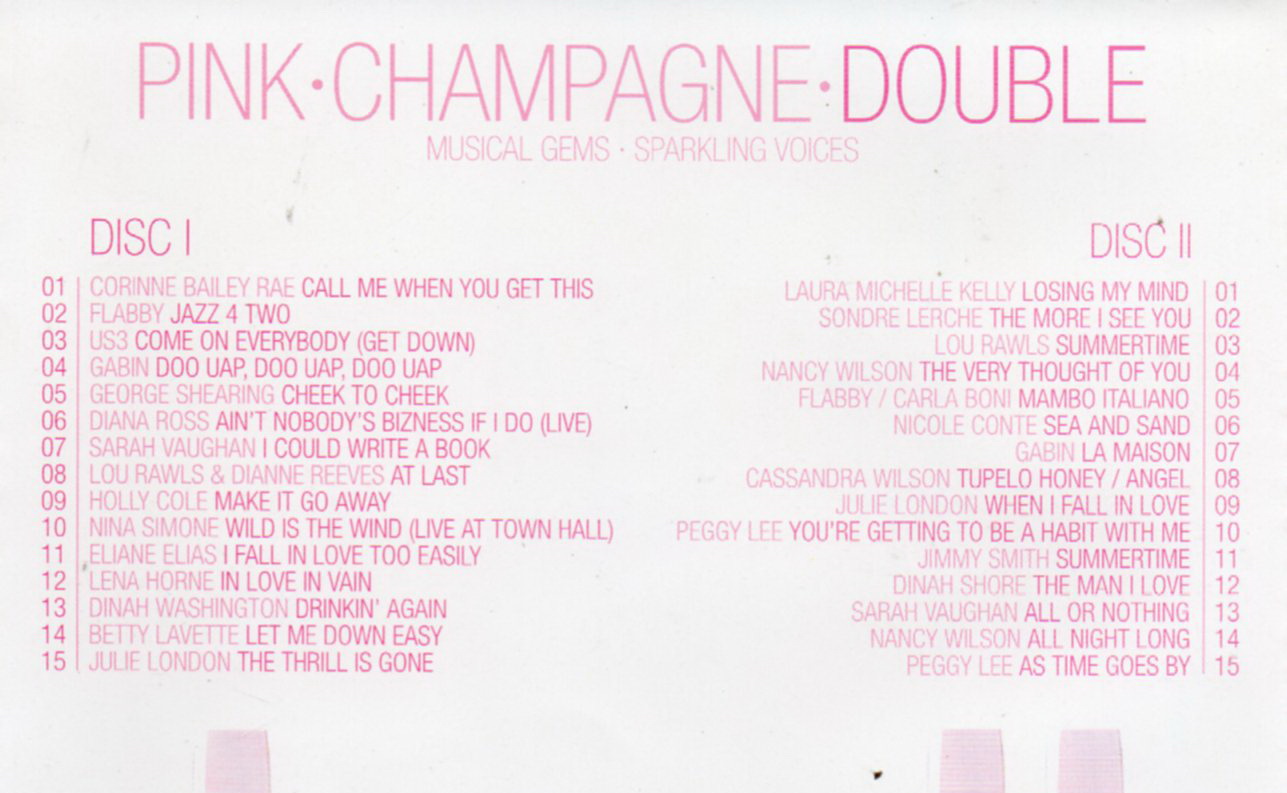 PINK·CHAMPAGNE·DOUBLE
MUSICAL GEMS · SPARKLING VOICES
DISC I
01 CORINNE BAILEY RAE CALL ME WHEN YOU GET THIS
02 FLABBY JAZZ 4 TWO
03 US3 COME ON EVERYBODY (GET DOWN)
04 GABIN DOO UAP, DOO UAP, DOO UAP
05 GEORGE SHEARING CHEEK TO CHEEK
06 DIANA ROSS AIN'T NOBODY'S BIZNESS IF I DO (LIVE)
07 SARAH VAUGHAN I COULD WRITE A BOOK
08 LOU RAWLS & DIANNE REEVES AT LAST
09 HOLLY COLE MAKE IT GO AWAY
10 NINA SIMONE WILD IS THE WIND (LIVE AT TOWN HALL)
11 ELIANE ELIAS I FALL IN LOVE TOO EASILY
12 LENA HORNE IN LOVE IN VAIN
13 DINAH WASHINGTON DRINKIN' AGAIN
14 BETTY LAVETTE LET ME DOWN EASY
15 JULIE LONDON THE THRILL IS GONE
DISC II
LAURA MICHELLE KELLY LOSING MY MIND 01
SONDRE LERCHE THE MORE I SEE YOU 02
LOU RAWLS SUMMERTIME 03
NANCY WILSON THE VERY THOUGHT OF YOU 04
FLABBY / CARLA BONI MAMBO ITALIANO 05
NICOLE CONTE SEA AND SAND 06
GABIN LA MAISON 07
CASSANDRA WILSON TUPELO HONEY / ANGEL 08
JULIE LONDON WHEN I FALL IN LOVE 09
PEGGY LEE YOU'RE GETTING TO BE A HABIT WITH ME 10
JIMMY SMITH SUMMERTIME 11
DINAH SHORE THE MAN I LOVE 12
SARAH VAUGHAN ALL OR NOTHING 13
NANCY WILSON ALL NIGHT LONG 14
PEGGY LEE AS TIME GOES BY 15